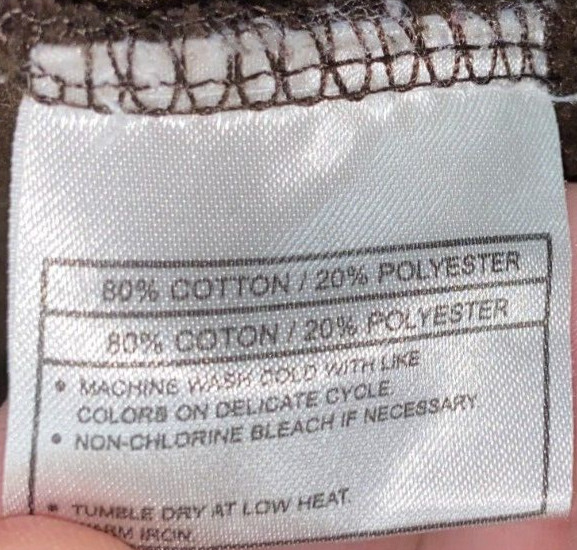 80% COTTON / 20% POLYESTER
80% COTON / 20% POLYESTER
• MACHINE WASH COLD WITH LIKE
COLORS ON DELICATE CYCLE.
• NON-CHLORINE BLEACH IF NECESSARY.
• TUMBLE DRY AT LOW HEAT.
IRON.